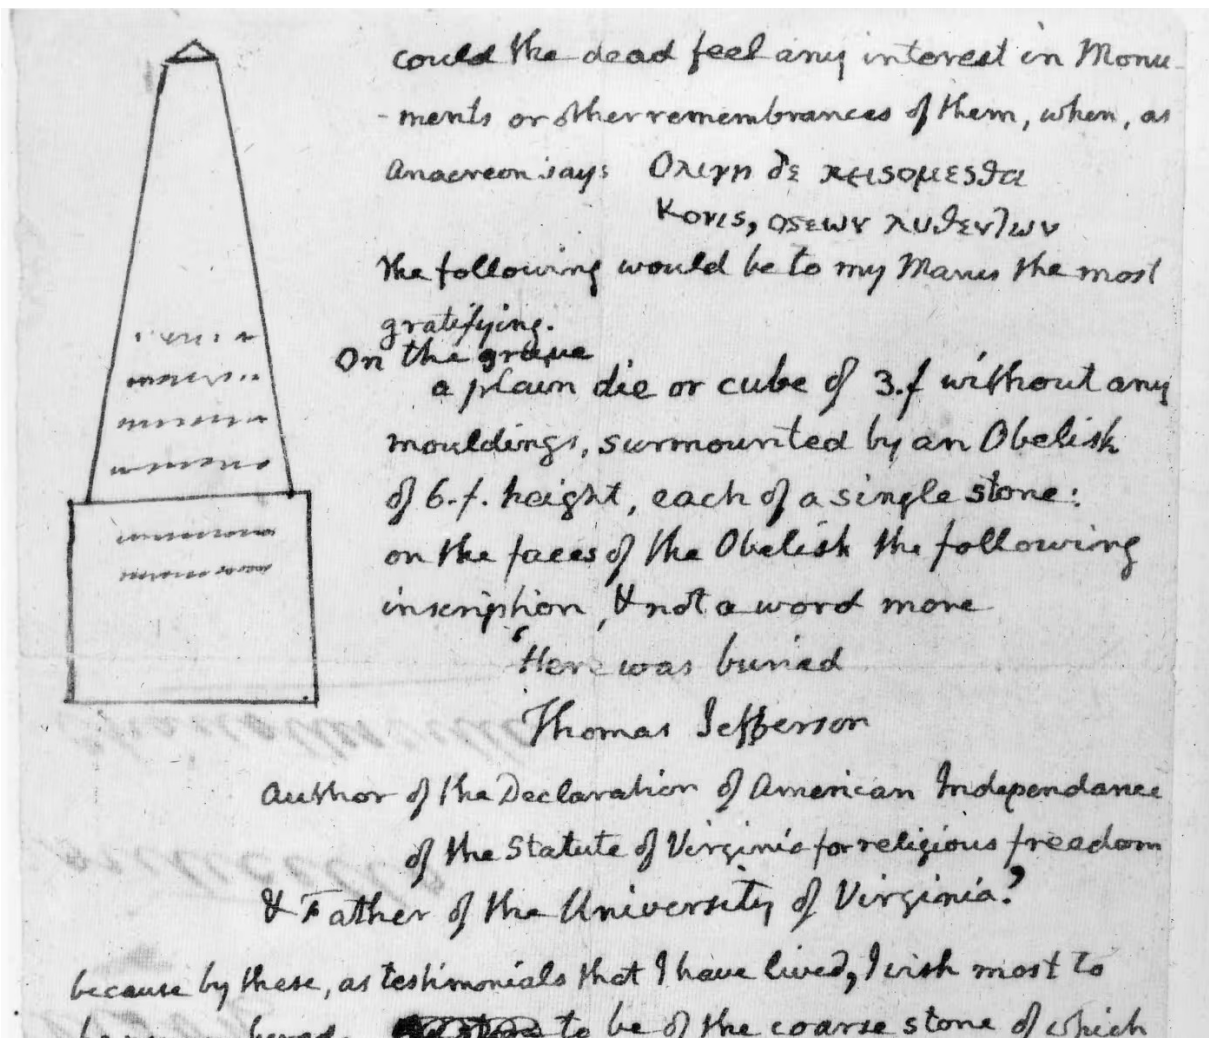 could the dead feel any interest in Monu-
-ments or other remembrances of them, when, as
Anacreon says Ολιγη δε κεισομεσθα
Κονις, οσεων λυθεντων
the following would be to my Manes the most
gratifying.
On the grave
a plain die or cube of 3.f without any
mouldings, surmounted by an Obelisk
of 6.f. height, each of a single stone:
on the faces of the Obelisk the following
inscription, & not a word more
'Here was buried
Thomas Jefferson
Author of the Declaration of American Independance
of the Statute of Virginia for religious freedom
& Father of the University of Virginia.'
because by these, as testimonials that I have lived, I wish most to
to be of the coarse stone of which